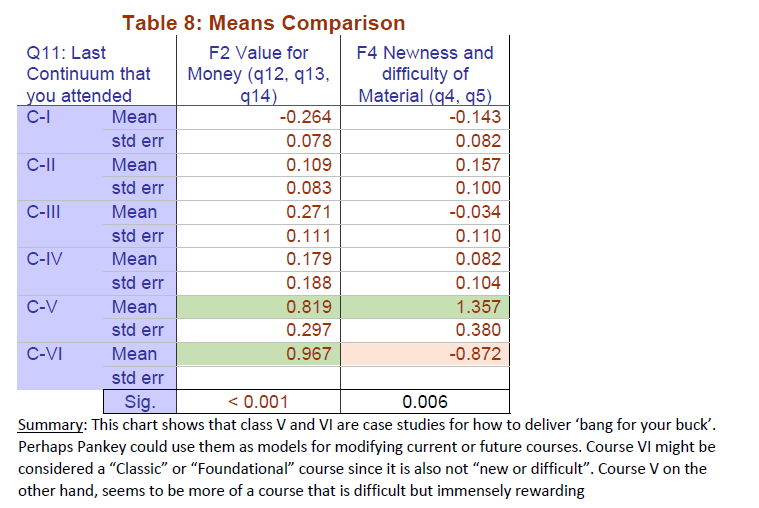 Table 8: Means Comparison
Q11: Last Continuum that you attended F2 Value for Money (q12, q13, q14) F4 Newness and difficulty of Material (q4, q5)
C-I Mean -0.264 -0.143
std err 0.078 0.082
C-II Mean 0.109 0.157
std err 0.083 0.100
C-III Mean 0.271 -0.034
std err 0.111 0.110
C-IV Mean 0.179 0.082
std err 0.188 0.104
C-V Mean 0.819 1.357
std err 0.297 0.380
C-VI Mean 0.967 -0.872
std err
Sig. < 0.001 0.006
Summary: This chart shows that class V and VI are case studies for how to deliver ‘bang for your buck’.
Perhaps Pankey could use them as models for modifying current or future courses. Course VI might be
considered a “Classic” or “Foundational” course since it is also not “new or difficult”. Course V on the
other hand, seems to be more of a course that is difficult but immensely rewarding